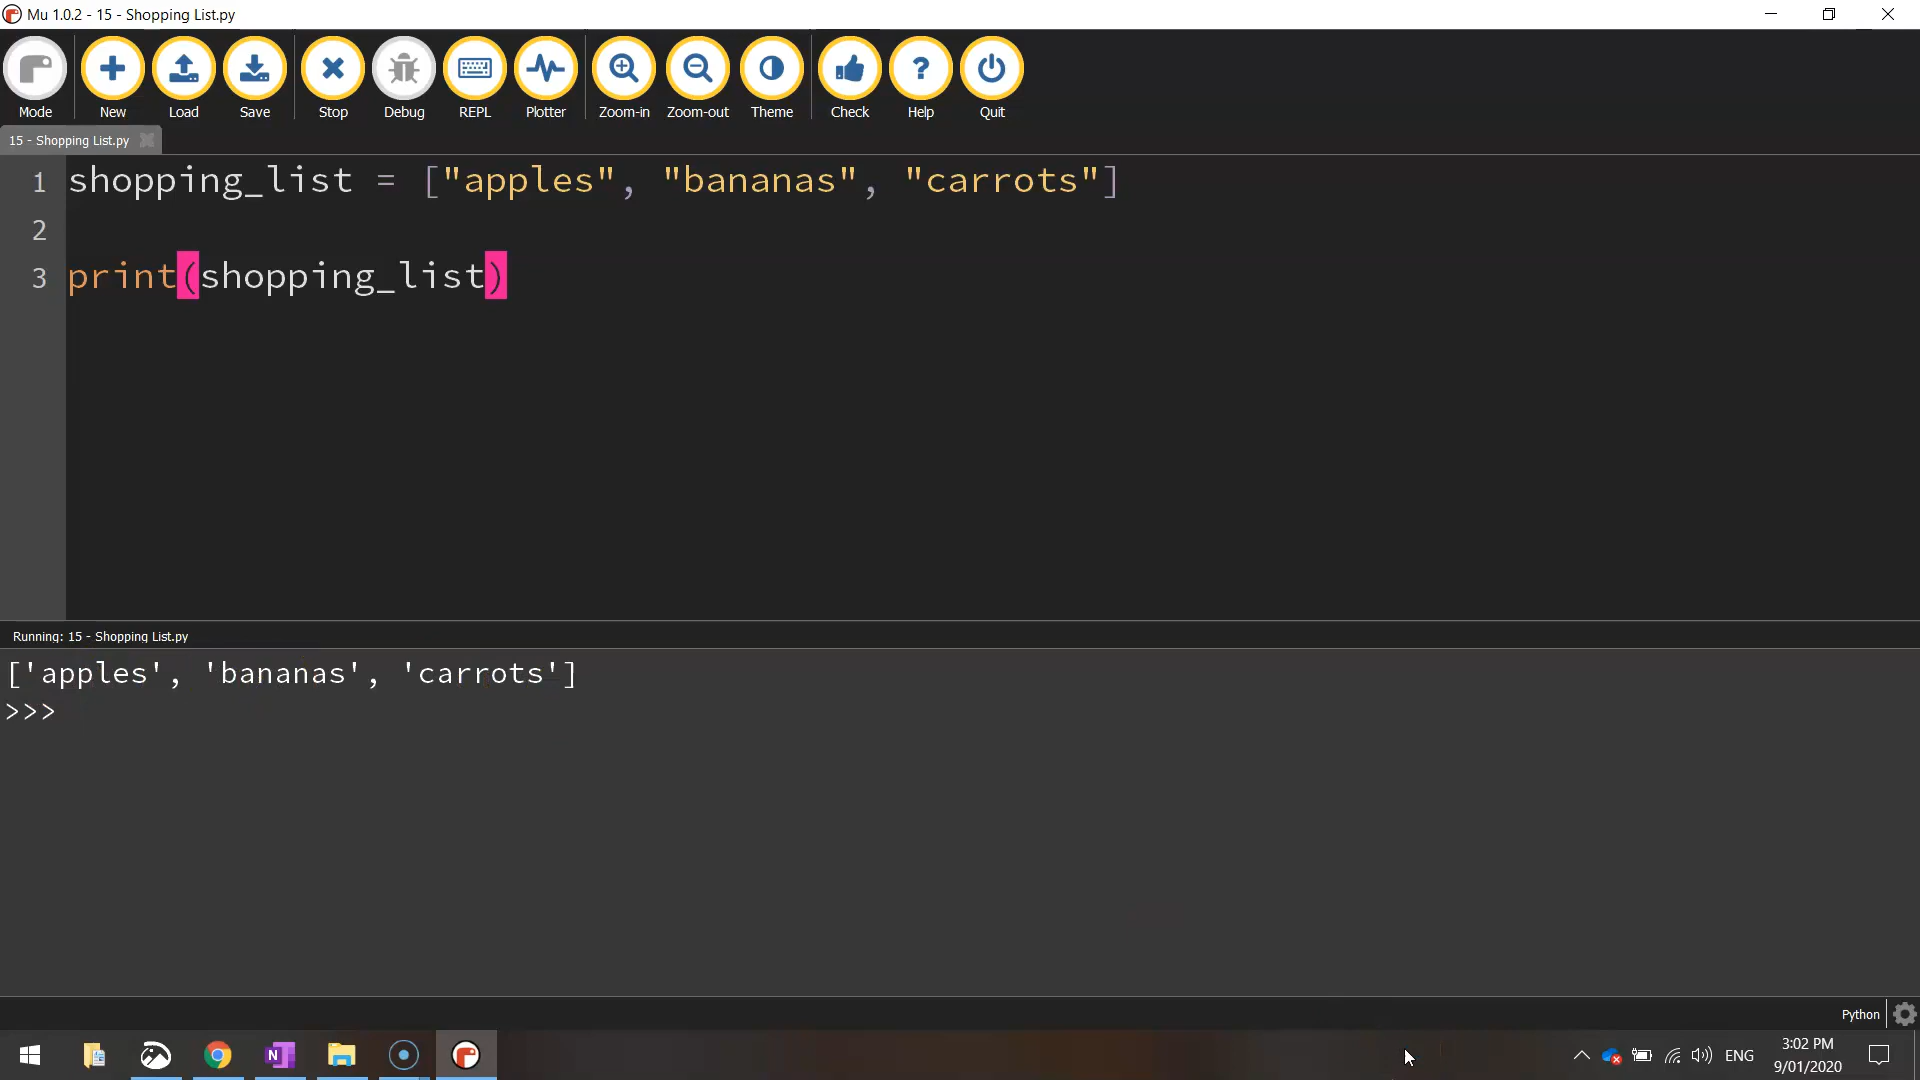 Mu 1.0.2 - 15 - Shopping List.py
Mode New Load Save Stop Debug REPL Plotter Zoom-in Zoom-out Theme Check Help Quit
15 - Shopping List.py
1 shopping_list = ["apples", "bananas", "carrots"]
2
3 print(shopping_list)
Running: 15 - Shopping List.py
['apples', 'bananas', 'carrots']
>>>
Python
ENG
3:02 PM
9/01/2020